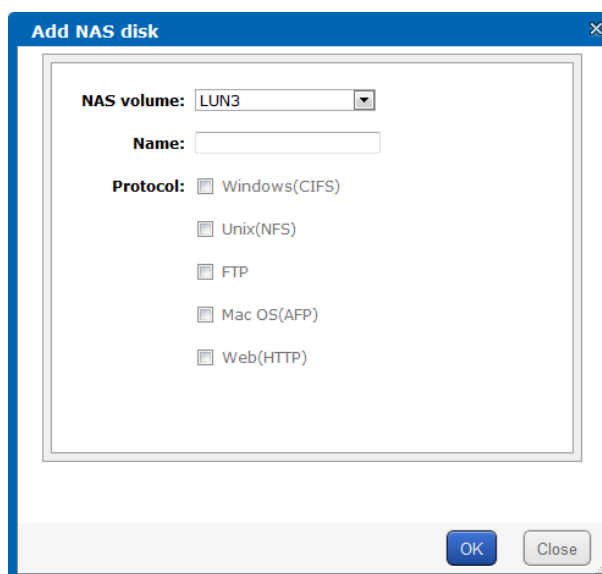 Add NAS disk
NAS volume: LUN3
Name:
Protocol: Windows(CIFS)
Unix(NFS)
FTP
Mac OS(AFP)
Web(HTTP)
OK Close